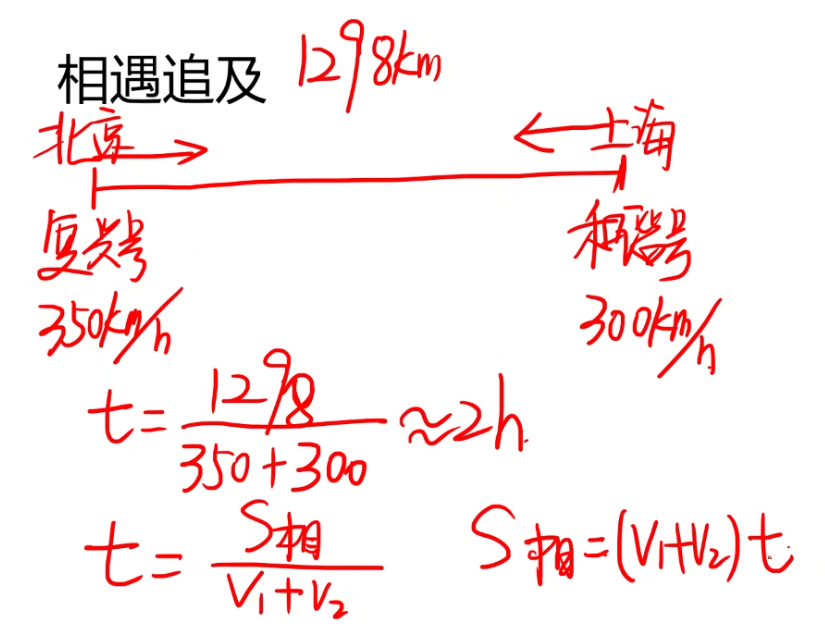 相遇追及 1298km
北京 上海
复兴号 和谐号
350km/h 300km/h
t=1298/350+300≈2h.
t=S相/V₁+V₂ S相=(V₁+V₂)t